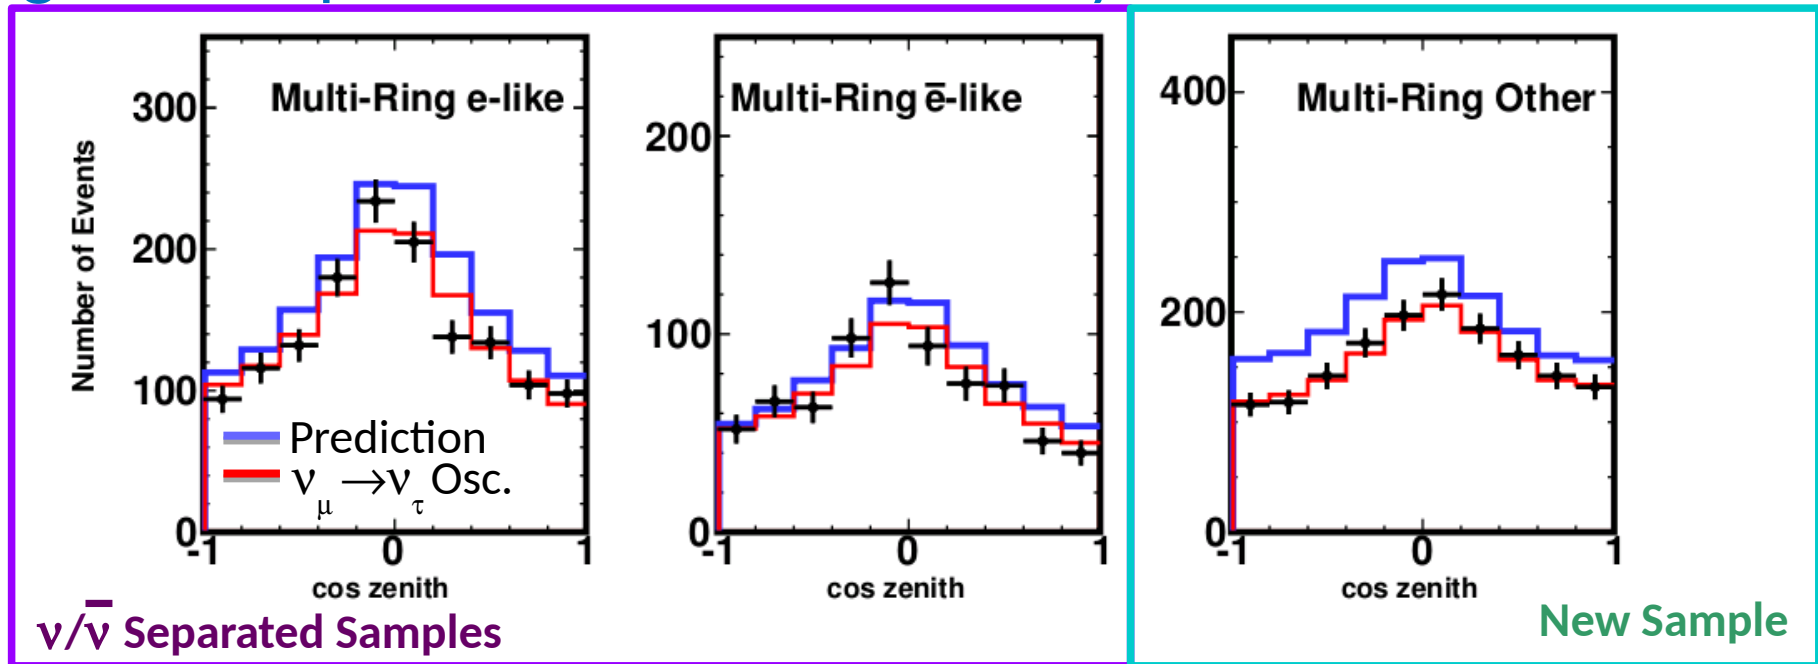 Multi-Ring e-like
300
200
100
0
-1
0
1
Number of Events
cos zenith
Prediction
νμ→ντ Osc.
Multi-Ring ē-like
200
100
0
-1
0
1
cos zenith
Multi-Ring Other
400
200
0
-1
0
1
cos zenith
ν/ν̄ Separated Samples
New Sample